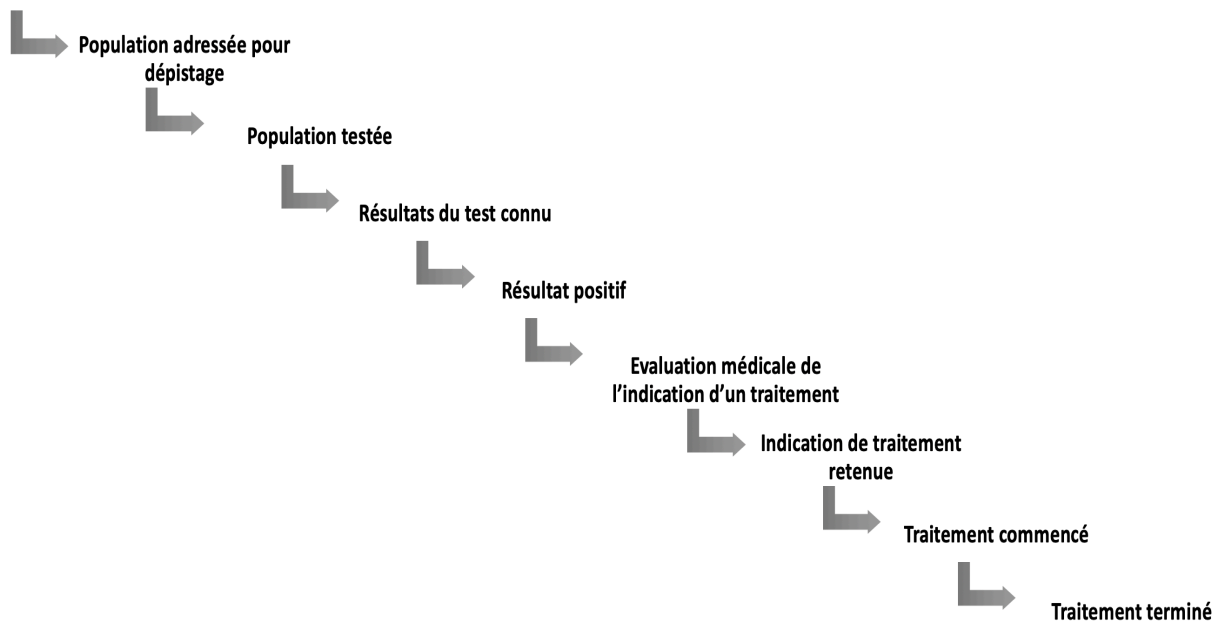 Population adressée pour
dépistage
Population testée
Résultats du test connu
Résultat positif
Evaluation médicale de
l’indication d’un traitement
Indication de traitement
retenue
Traitement commencé
Traitement terminé